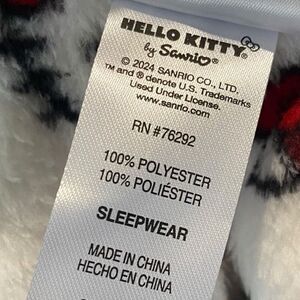 HELLO KITTY
by Sanrio®
© 2024 SANRIO CO., LTD.
TM and ® denote U.S. Trademarks
Used Under License.
www.sanrio.com
RN #76292
100% POLYESTER
100% POLIÉSTER
SLEEPWEAR
MADE IN CHINA
HECHO EN CHINA